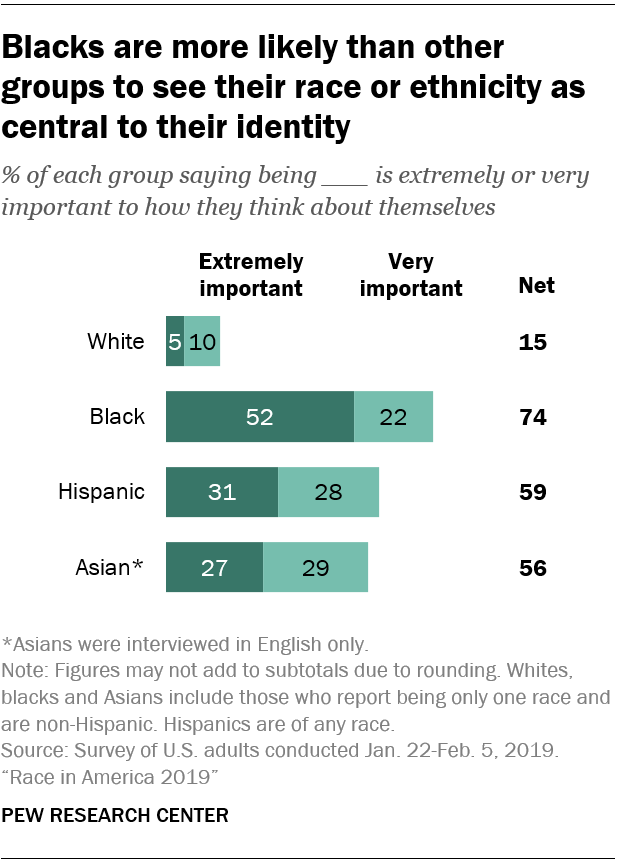 Blacks are more likely than other
groups to see their race or ethnicity as
central to their identity
% of each group saying being ___ is extremely or very
important to how they think about themselves
Extremely important Very important Net
White 5 10 15
Black 52 22 74
Hispanic 31 28 59
Asian* 27 29 56
*Asians were interviewed in English only.
Note: Figures may not add to subtotals due to rounding. Whites,
blacks and Asians include those who report being only one race and
are non-Hispanic. Hispanics are of any race.
Source: Survey of U.S. adults conducted Jan. 22-Feb. 5, 2019.
“Race in America 2019”
PEW RESEARCH CENTER